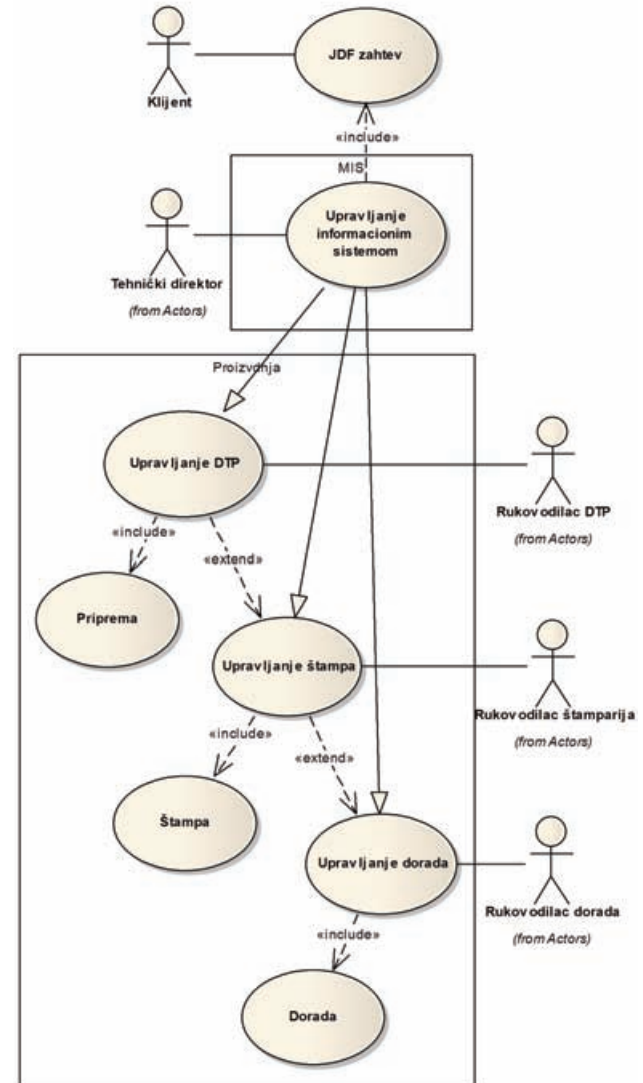 JDF zahtev
Klijent
«include»
MIS
Upravljanje
informacionim
sistemom
Tehnički direktor
(from Actors)
Proizvdnja
Upravljanje DTP
Rukovodilac DTP
(from Actors)
«include»
«extend»
Priprema
Upravljanje štampa
Rukovodilac štamparija
(from Actors)
«include»
«extend»
Štampa
Upravljanje dorada
Rukovodilac dorada
(from Actors)
«include»
Dorada